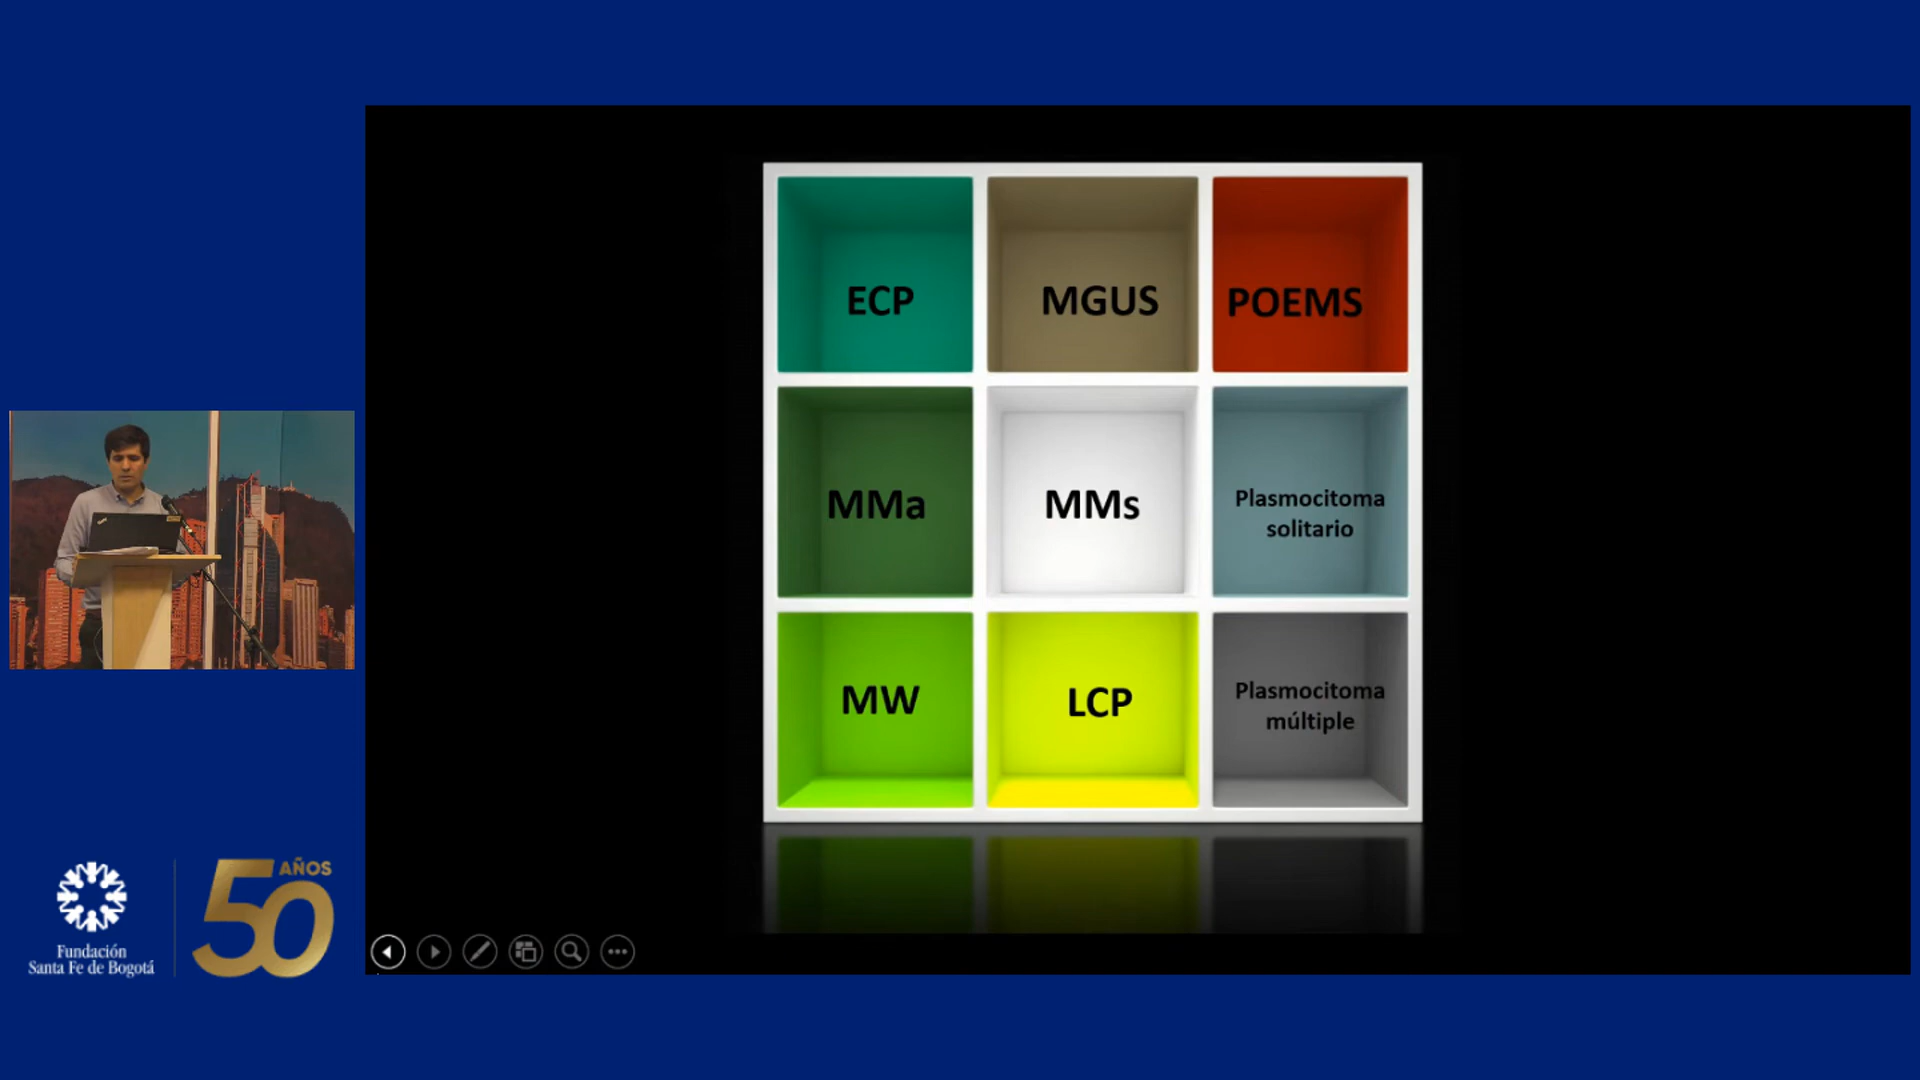 ECP
MGUS
POEMS
MMa
MMs
Plasmocitoma
solitario
MW
LCP
Plasmocitoma
múltiple
Fundación
Santa Fe de Bogotá
50
AÑOS